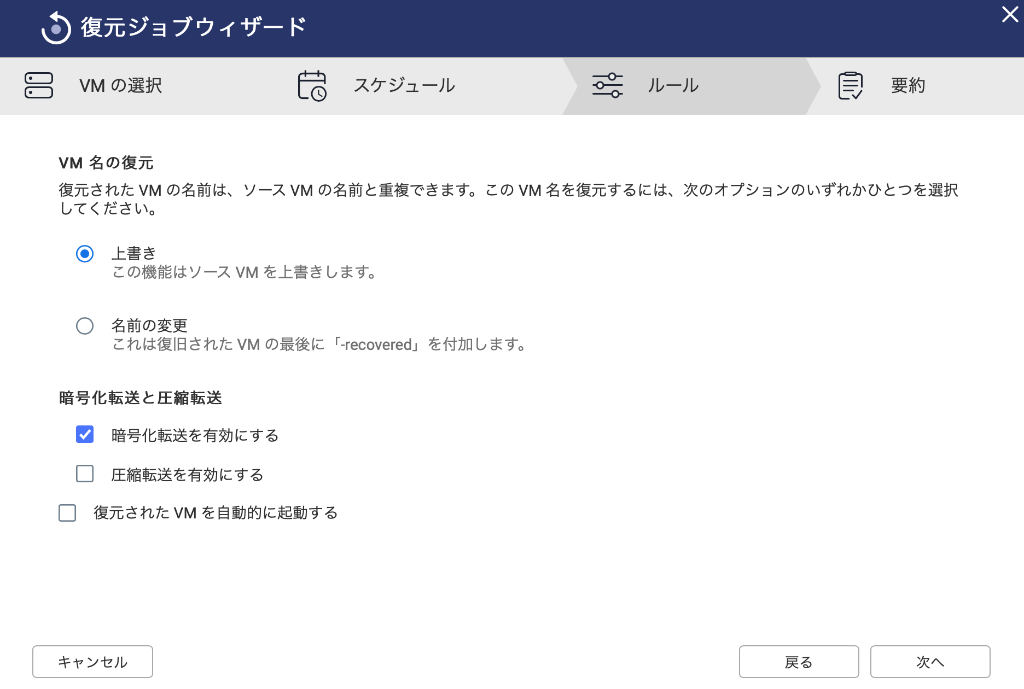 復元ジョブウィザード
VM の選択
スケジュール
ルール
要約
VM 名の復元
復元された VM の名前は、ソース VM の名前と重複できます。この VM 名を復元するには、次のオプションのいずれかひとつを選択
してください。
上書き
この機能はソース VM を上書きします。
名前の変更
これは復旧された VM の最後に「-recovered」を付加します。
暗号化転送と圧縮転送
暗号化転送を有効にする
圧縮転送を有効にする
復元された VM を自動的に起動する
キャンセル
戻る
次へ